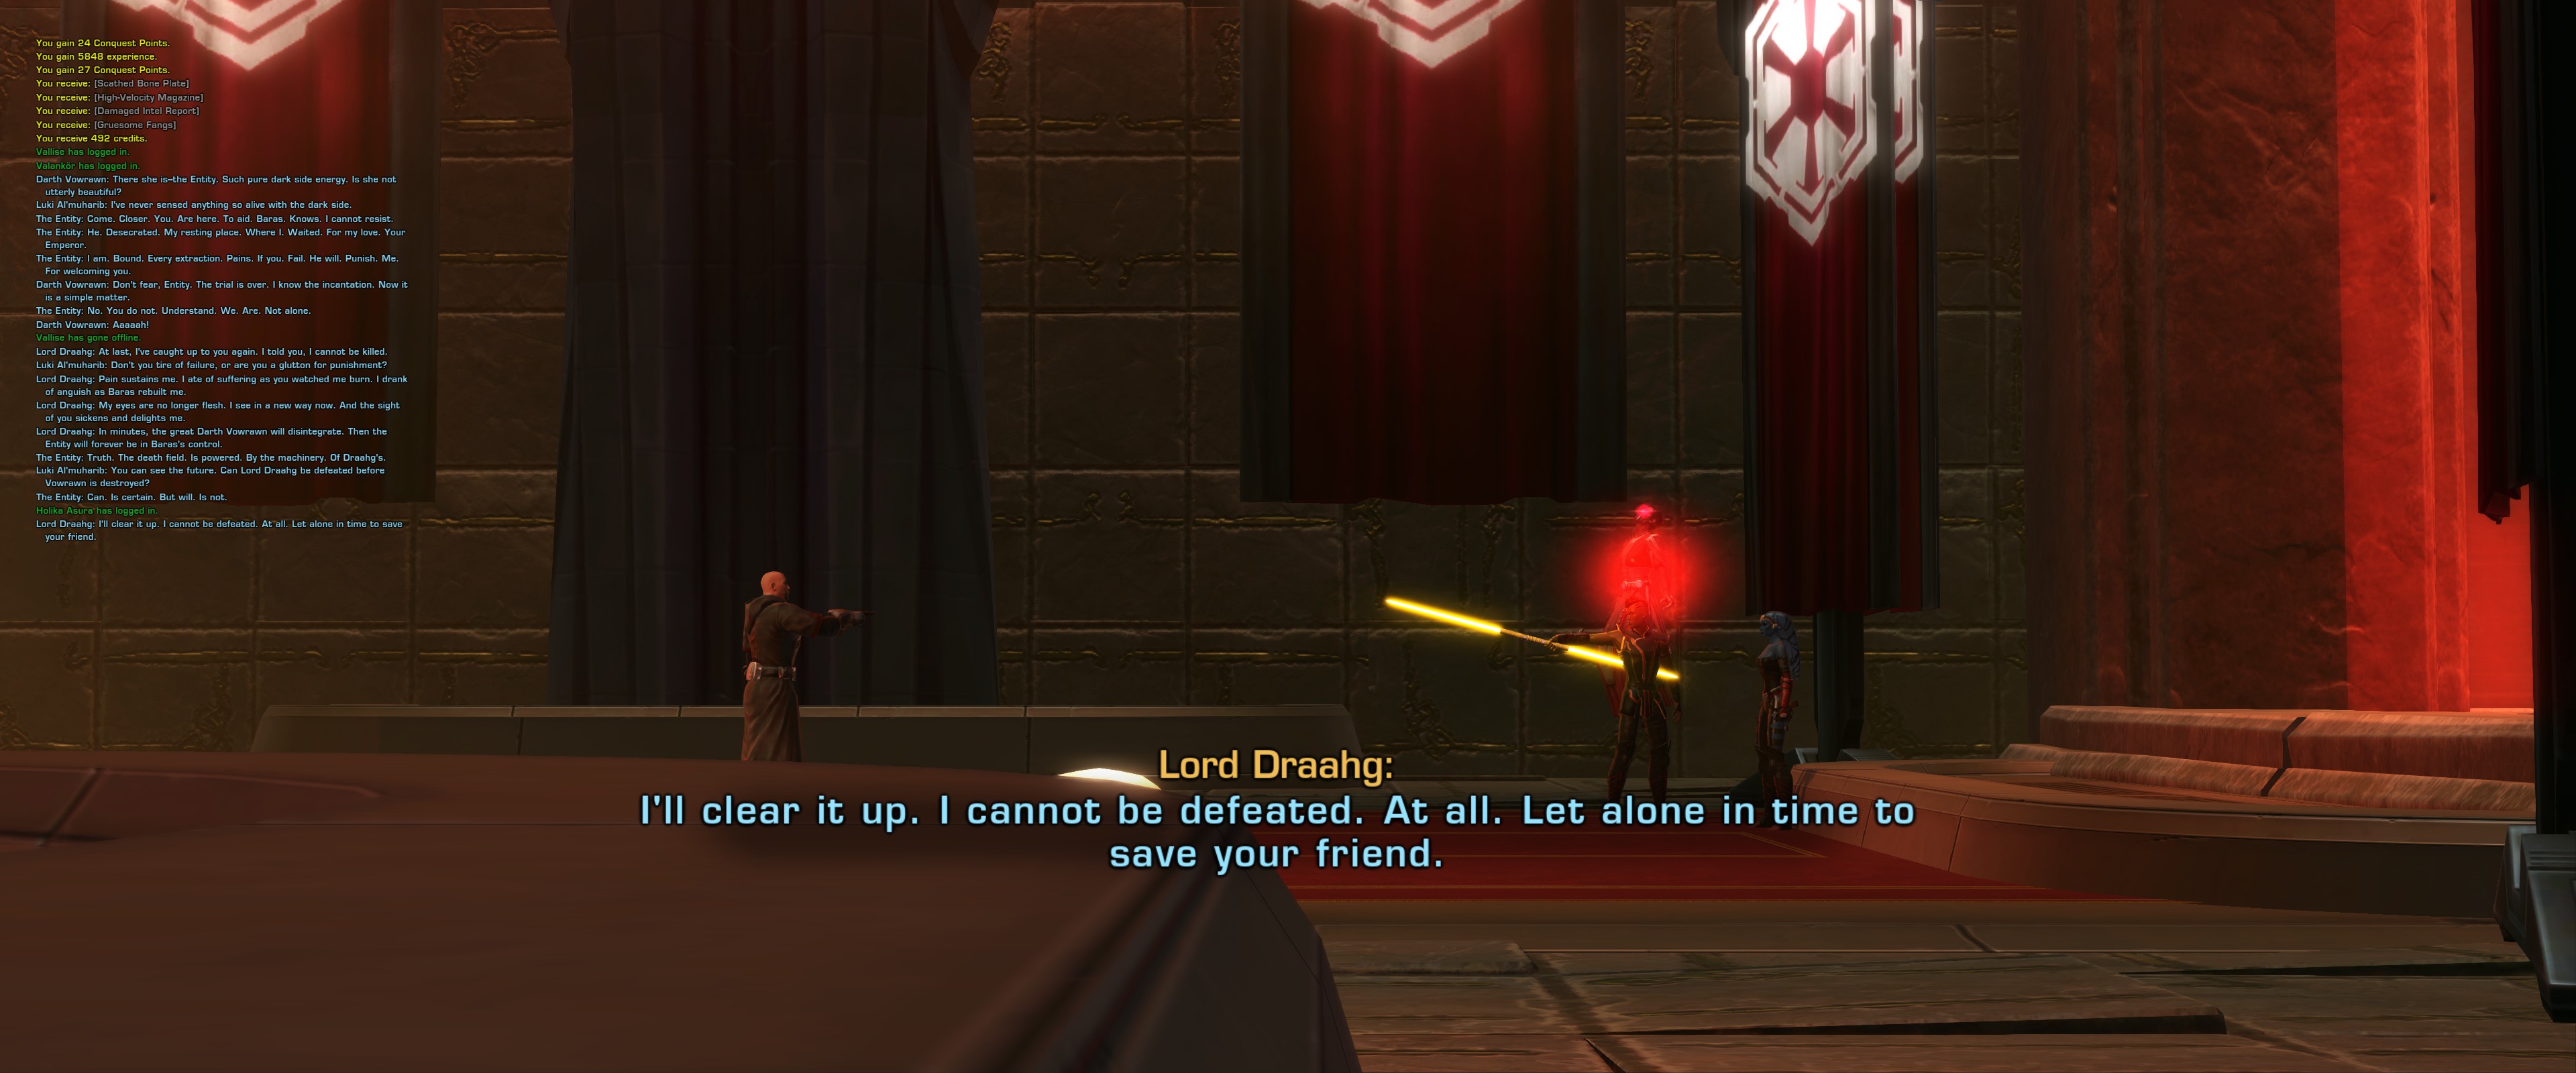 You gain 24 Conquest Points.
You gain 5848 experience.
You gain 27 Conquest Points.
You receive: [Scathed Bone Plate]
You receive: [High-Velocity Magazine]
You receive: [Damaged Intel Report]
You receive: [Gruesome Fangs]
You receive 492 credits.
Vallise has logged in.
Valankór has logged in.
Darth Vowrawn: There she is–the Entity. Such pure dark side energy. Is she not
utterly beautiful?
Luki Al'muharib: I've never sensed anything so alive with the dark side.
The Entity: Come. Closer. You. Are here. To aid. Baras. Knows. I cannot resist.
The Entity: He. Desecrated. My resting place. Where I. Waited. For my love. Your
Emperor.
The Entity: I am. Bound. Every extraction. Pains. If you. Fail. He will. Punish. Me.
For welcoming you.
Darth Vowrawn: Don't fear, Entity. The trial is over. I know the incantation. Now it
is a simple matter.
The Entity: No. You do not. Understand. We. Are. Not alone.
Darth Vowrawn: Aaaaah!
Vallise has gone offline.
Lord Draahg: At last, I've caught up to you again. I told you, I cannot be killed.
Luki Al'muharib: Don't you tire of failure, or are you a glutton for punishment?
Lord Draahg: Pain sustains me. I ate of suffering as you watched me burn. I drank
of anguish as Baras rebuilt me.
Lord Draahg: My eyes are no longer flesh. I see in a new way now. And the sight
of you sickens and delights me.
Lord Draahg: In minutes, the great Darth Vowrawn will disintegrate. Then the
Entity will forever be in Baras's control.
The Entity: Truth. The death field. Is powered. By the machinery. Of Draahg's.
Luki Al'muharib: You can see the future. Can Lord Draahg be defeated before
Vowrawn is destroyed?
The Entity: Can. Is certain. But will. Is not.
Holika Asura has logged in.
Lord Draahg: I'll clear it up. I cannot be defeated. At all. Let alone in time to save
your friend.
Lord Draahg:
I'll clear it up. I cannot be defeated. At all. Let alone in time to
save your friend.